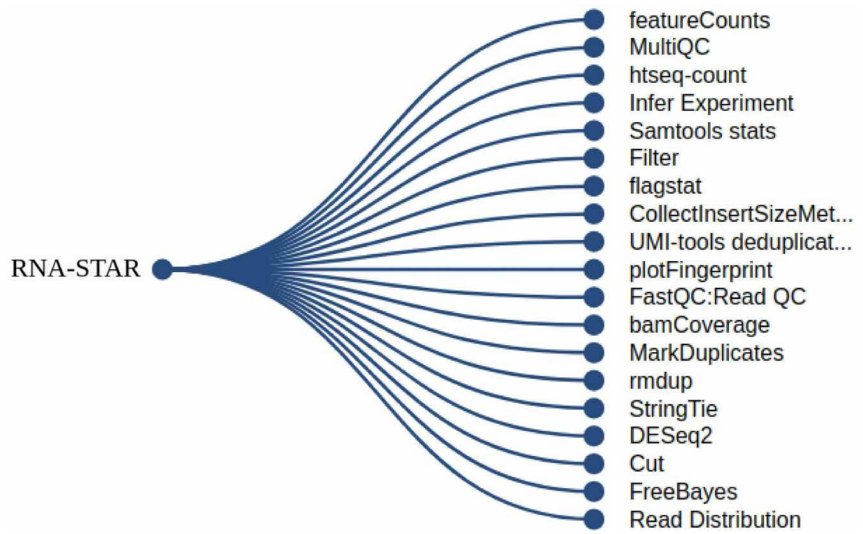 featureCounts
MultiQC
htseq-count
Infer Experiment
Samtools stats
Filter
flagstat
CollectInsertSizeMet...
UMI-tools deduplicat...
RNA-STAR
plotFingerprint
FastQC:Read QC
bamCoverage
MarkDuplicates
rmdup
StringTie
DESeq2
Cut
FreeBayes
Read Distribution